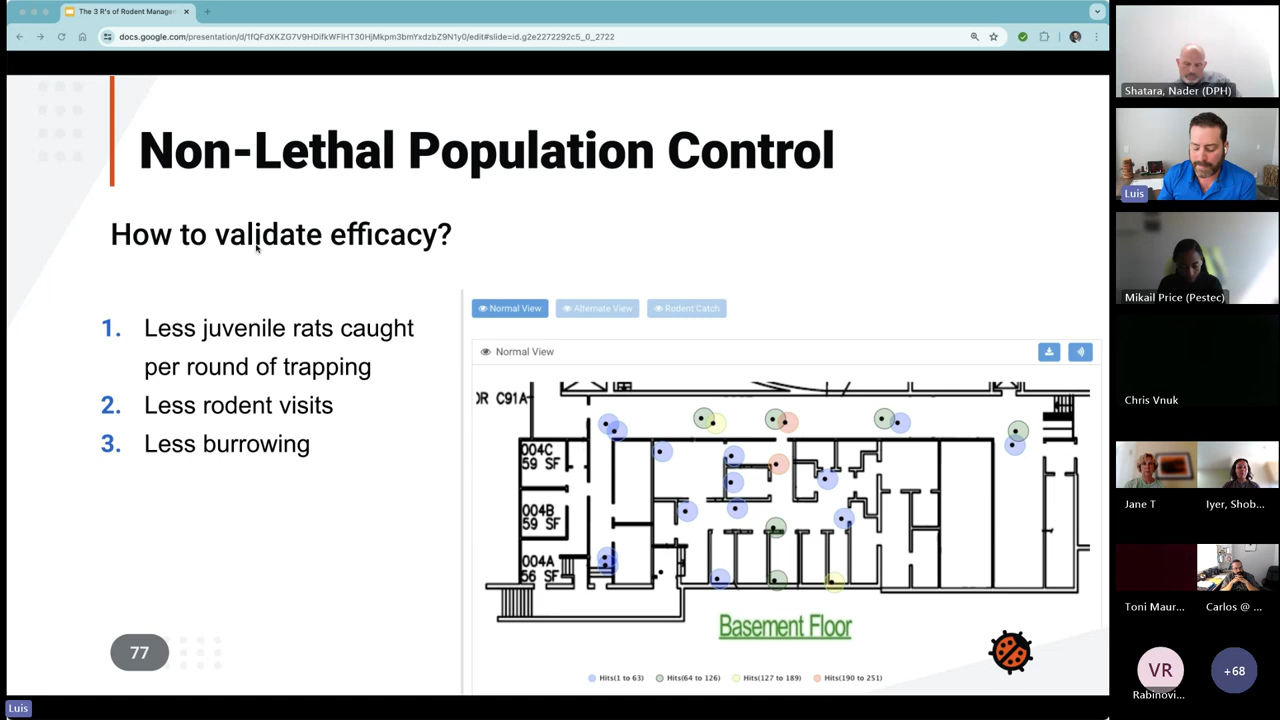 The 3 R's of Rodent Manager
docs.google.com/presentation/d/1fQFdXKZG7V9HDifkWFIHT30HjMkpm3bmYxdzbZ9N1y0/edit#slide=id.g2e2272292c5_0_2722
Non-Lethal Population Control
How to validate efficacy?
1. Less juvenile rats caught
per round of trapping
2. Less rodent visits
3. Less burrowing
77
Normal View
Alternate View
Rodent Catch
Normal View
OR C91A
004C
59 SF
004B
59 SF
004A
56 SF
Basement Floor
Hits(1 to 63)
Hits(64 to 126)
Hits(127 to 189)
Hits(190 to 251)
Shatara, Nader (DPH)
Luis
Mikail Price (Pestec)
Chris Vnuk
Jane T
Iyer, Shob...
Toni Maur...
Carlos @ ...
VR
Rabinovi...
+68
Luis